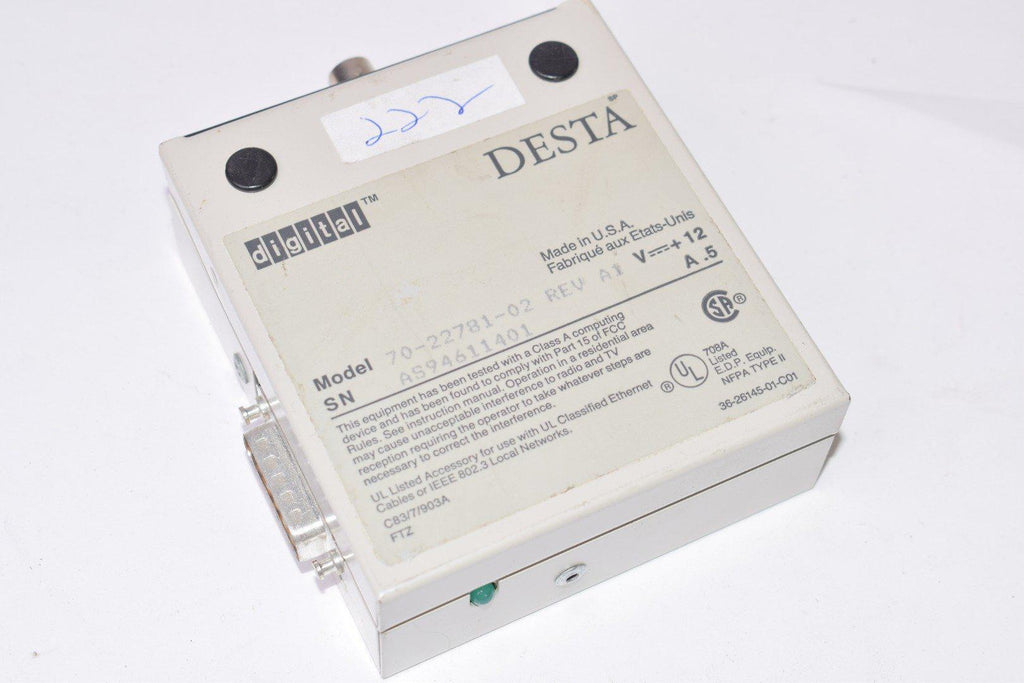 222
DESTA SP
digital™
Made in U.S.A.
Fabriqué aux Etats-Unis
V⎓+12
A .5
Model 70-22781-02 REV A1
SN AS94611401
This equipment has been tested with a Class A computing
device and has been found to comply with Part 15 of FCC
Rules. See instruction manual. Operation in a residential area
may cause unacceptable interference to radio and TV
reception requiring the operator to take whatever steps are
necessary to correct the interference.
UL Listed Accessory for use with UL Classified Ethernet
Cables or IEEE 802.3 Local Networks.
C83/7/903A
FTZ
SA®
®UL 708A
Listed
E.D.P. Equip.
NFPA TYPE II
36-26145-01-C01